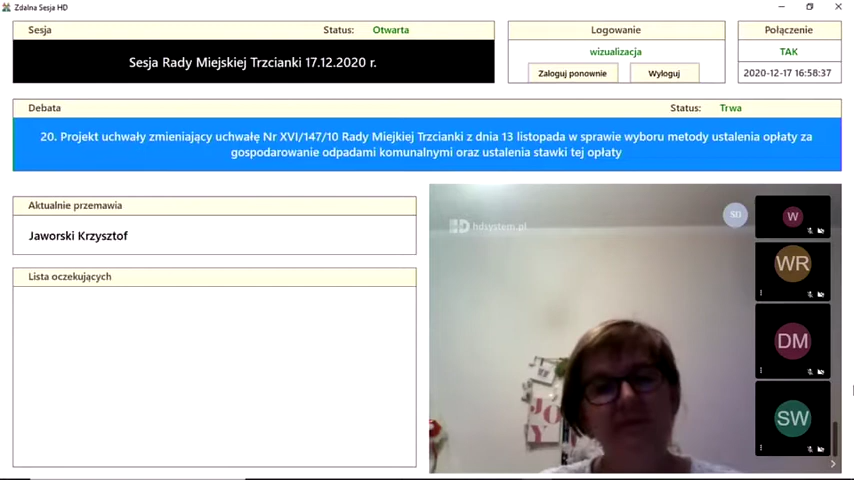 Zdalna Sesja HD
Sesja
Status: Otwarta
Sesja Rady Miejskiej Trzcianki 17.12.2020 r.
Logowanie
wizualizacja
Zaloguj ponownie
Wyloguj
Połączenie
TAK
2020-12-17 16:58:37
Debata
Status: Trwa
20. Projekt uchwały zmieniający uchwałę Nr XVI/147/10 Rady Miejkiej Trzcianki z dnia 13 listopada w sprawie wyboru metody ustalenia opłaty za
gospodarowanie odpadami komunalnymi oraz ustalenia stawki tej opłaty
Aktualnie przemawia
Jaworski Krzysztof
Lista oczekujących
HD hdsystem.pl
SD
W
WR
DM
SW
JO
Y